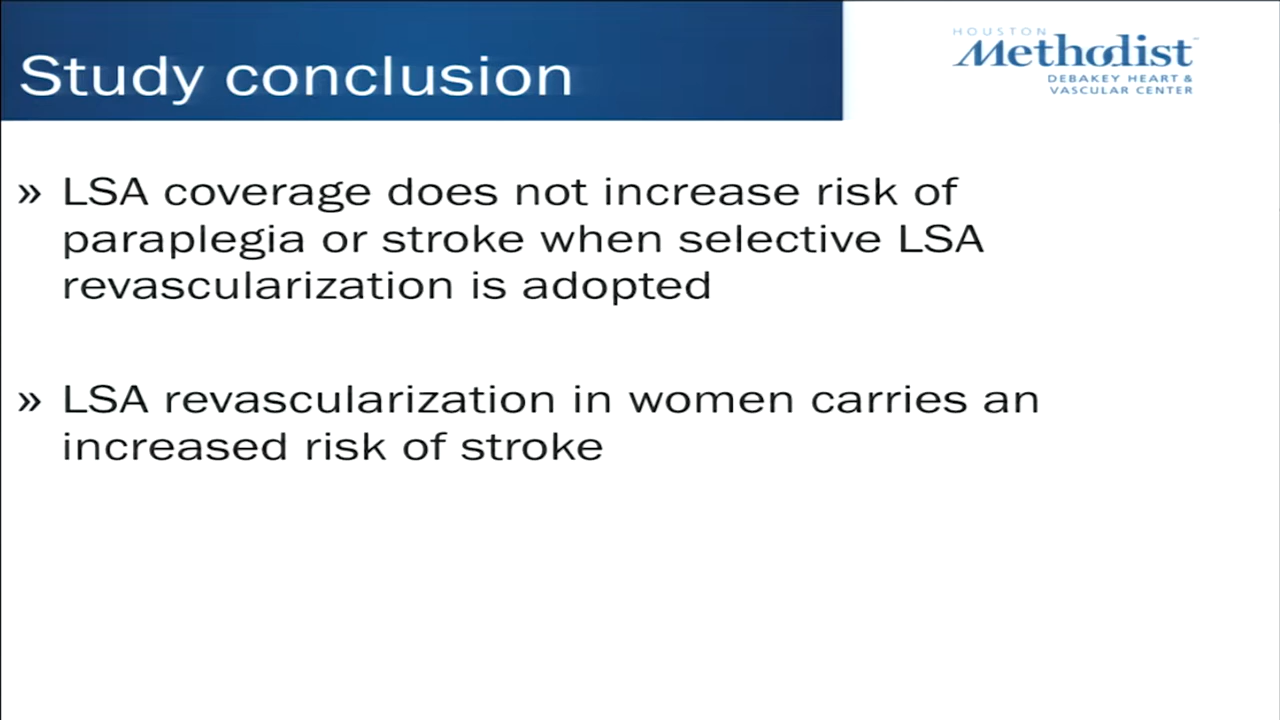 Study conclusion
HOUSTON
Methodist
DEBAKEY HEART &
VASCULAR CENTER
» LSA coverage does not increase risk of
paraplegia or stroke when selective LSA
revascularization is adopted
» LSA revascularization in women carries an
increased risk of stroke